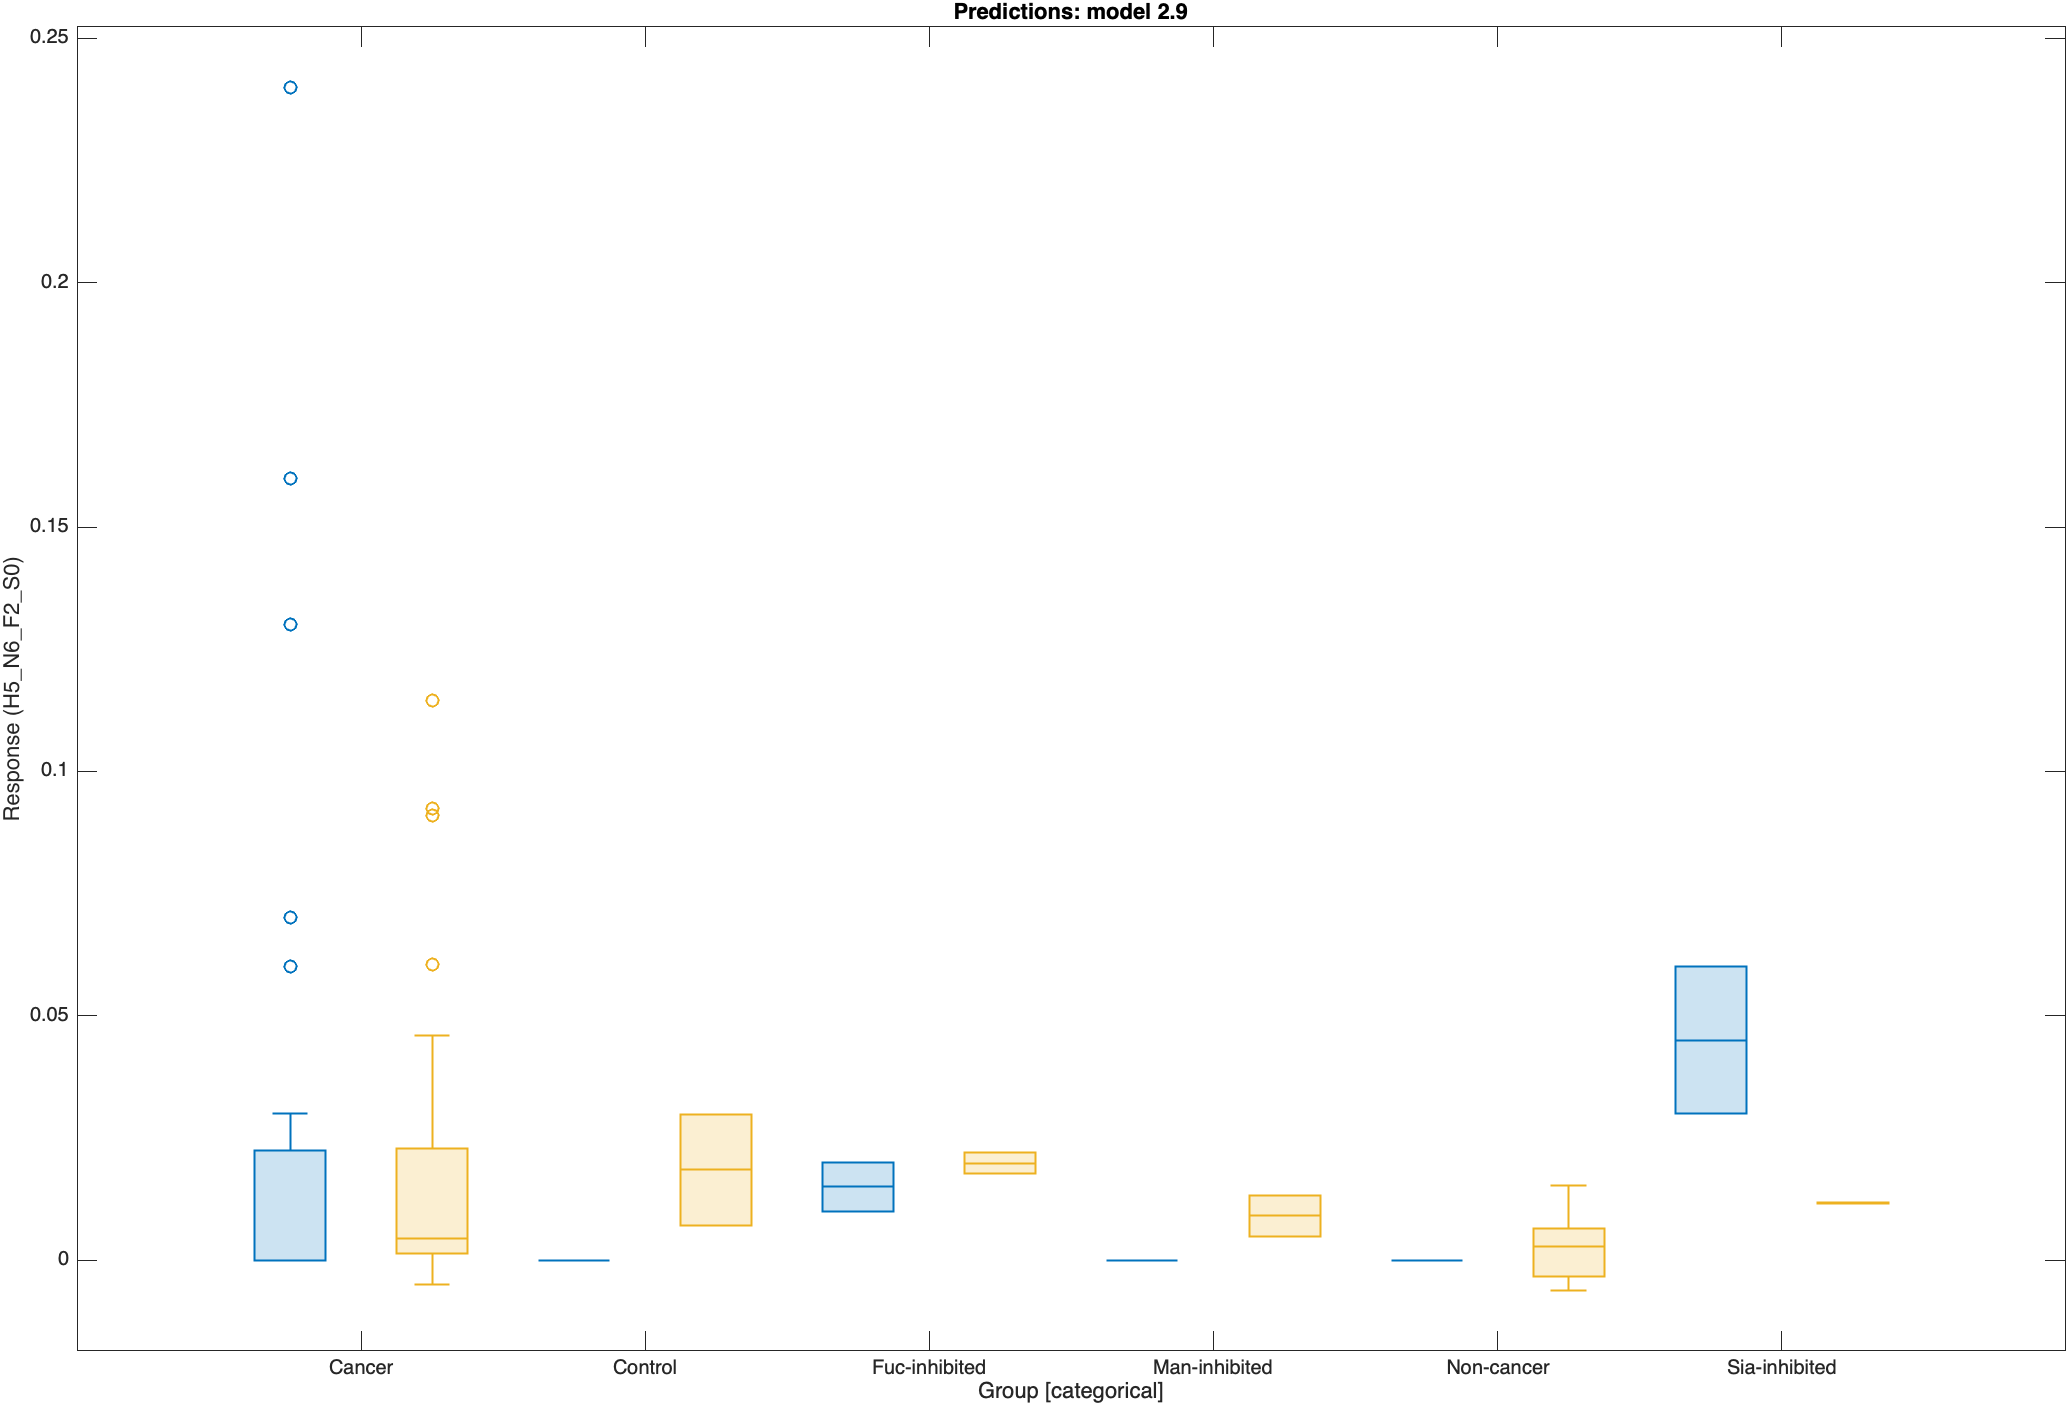 Predictions: model 2.9
0.25
0.2
0.15
0.1
0.05
0
Response (H5_N6_F2_S0)
Cancer Control Fuc-inhibited Man-inhibited Non-cancer Sia-inhibited
Group [categorical]